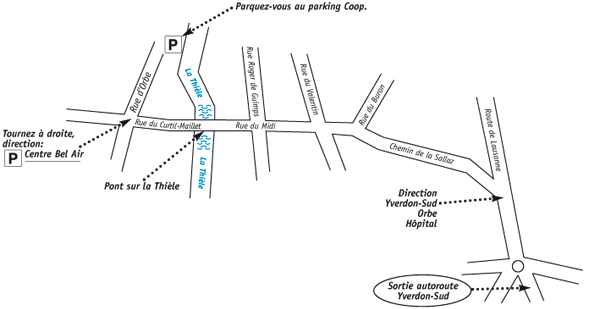 Parquez-vous au parking Coop.
P
La Thièle
Rue d'Orbe
Rue Roger de Guimps
Rue du Valentin
Rue du Buron
Route de Lausanne
Rue du Curtil-Maillet
Rue du Midi
Chemin de la Sallaz
Tournez à droite,
direction:
P Centre Bel Air
La Thièle
Pont sur la Thièle
Direction
Yverdon-Sud
Orbe
Hôpital
Sortie autoroute
Yverdon-Sud